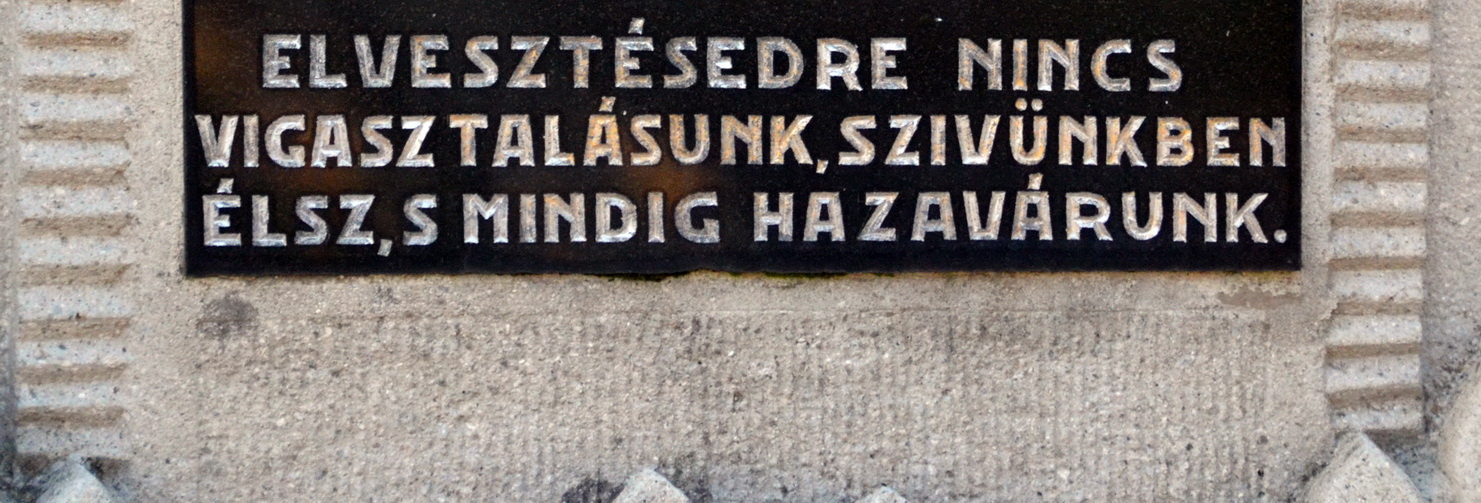 ELVESZTÉSEDRE NINCS
VIGASZTALÁSUNK, SZIVÜNKBEN
ÉLSZ, S MINDIG HAZAVÁRUNK.